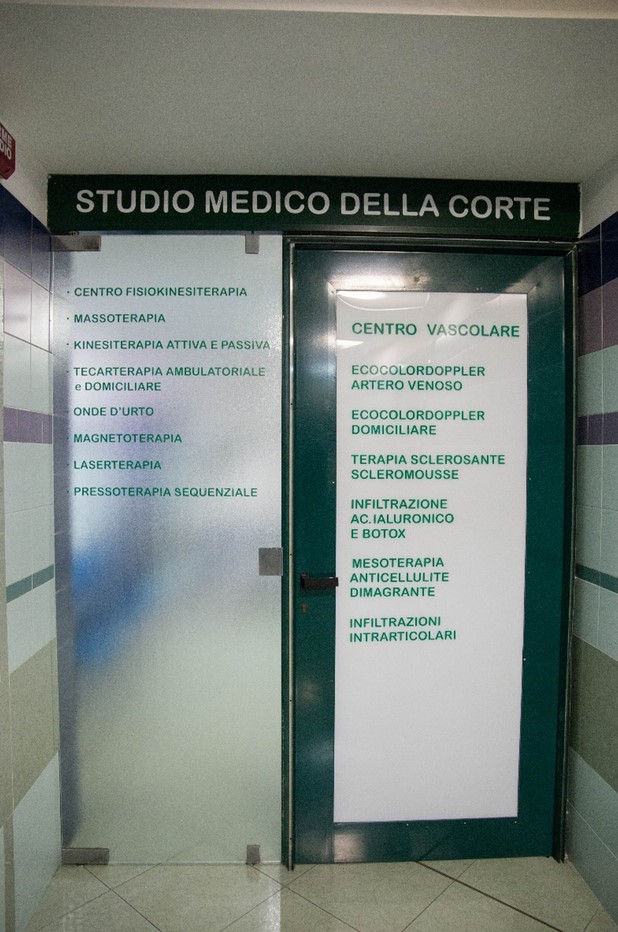 STUDIO MEDICO DELLA CORTE
· CENTRO FISIOKINESITERAPIA
· MASSOTERAPIA
· KINESITERAPIA ATTIVA E PASSIVA
· TECARTERAPIA AMBULATORIALE
e DOMICILIARE
· ONDE D'URTO
· MAGNETOTERAPIA
· LASERTERAPIA
· PRESSOTERAPIA SEQUENZIALE
CENTRO VASCOLARE
ECOCOLORDOPPLER
ARTERO VENOSO
ECOCOLORDOPPLER
DOMICILIARE
TERAPIA SCLEROSANTE
SCLEROMOUSSE
INFILTRAZIONE
AC.IALURONICO
E BOTOX
MESOTERAPIA
ANTICELLULITE
DIMAGRANTE
INFILTRAZIONI
INTRARTICOLARI